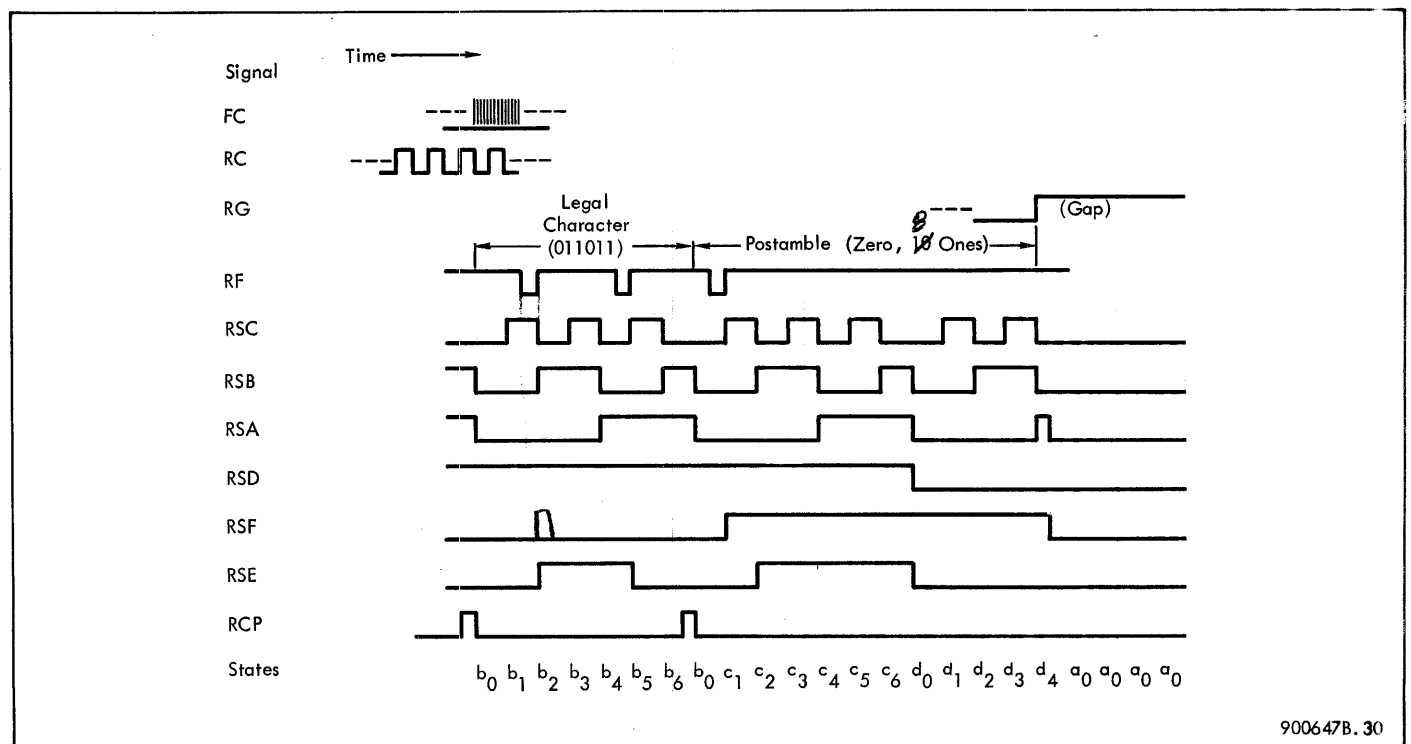 Time
Signal
FC
RC
RG
Legal
Character
(011011)
(Gap)
8
Postamble (Zero, 10 Ones)
RF
RSC
RSB
RSA
RSD
RSF
RSE
RCP
States b0 b1 b2 b3 b4 b5 b6 b0 c1 c2 c3 c4 c5 c6 d0 d1 d2 d3 d4 a0 a0 a0 a0
900647B.30